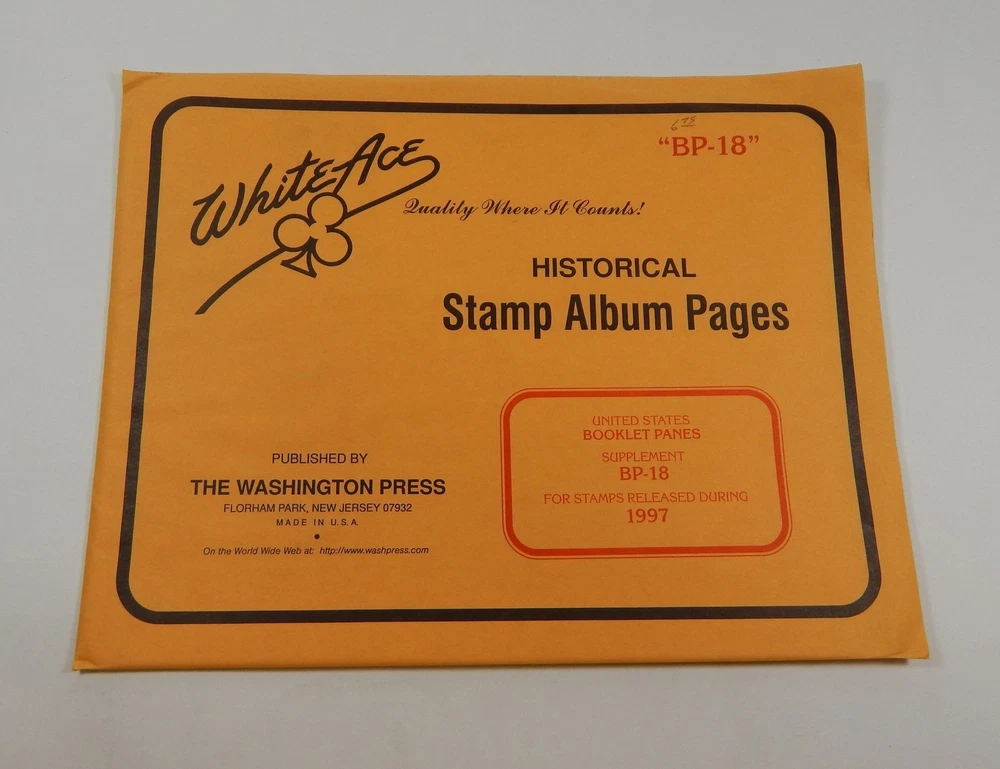 6 75
"BP-18"
WhiteAce
Quality Where It Counts!
HISTORICAL
Stamp Album Pages
UNITED STATES
BOOKLET PANES
SUPPLEMENT
BP-18
FOR STAMPS RELEASED DURING
1997
PUBLISHED BY
THE WASHINGTON PRESS
FLORHAM PARK, NEW JERSEY 07932
MADE IN U.S.A.
On the World Wide Web at: http://www.washpress.com